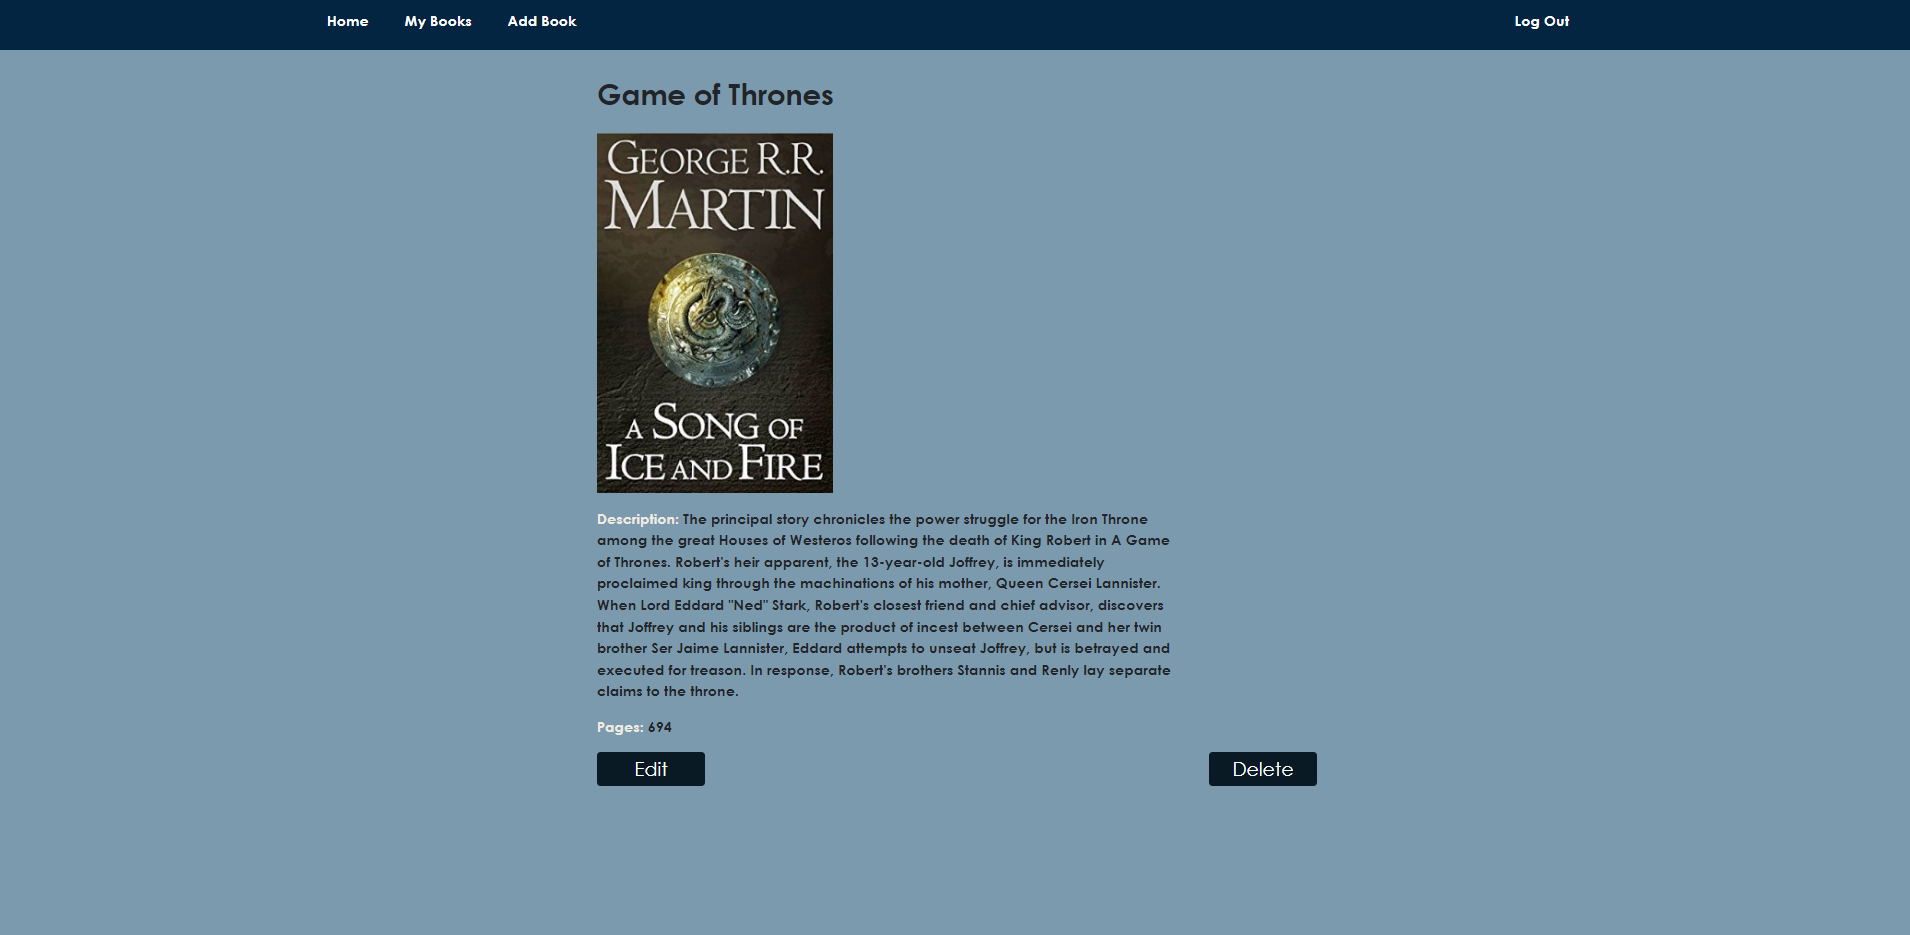 Home My Books Add Book Log Out
Game of Thrones
GEORGE R.R.
MARTIN
A SONG OF
ICE AND FIRE
Description: The principal story chronicles the power struggle for the Iron Throne
among the great Houses of Westeros following the death of King Robert in A Game
of Thrones. Robert's heir apparent, the 13-year-old Joffrey, is immediately
proclaimed king through the machinations of his mother, Queen Cersei Lannister.
When Lord Eddard "Ned" Stark, Robert's closest friend and chief advisor, discovers
that Joffrey and his siblings are the product of incest between Cersei and her twin
brother Ser Jaime Lannister, Eddard attempts to unseat Joffrey, but is betrayed and
executed for treason. In response, Robert's brothers Stannis and Renly lay separate
claims to the throne.
Pages: 694
Edit Delete